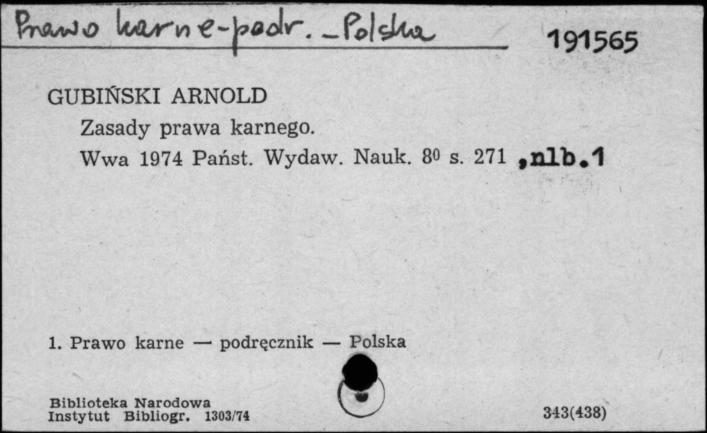 Prawo karne-podr. - Polska
191565
GUBIŃSKI ARNOLD
Zasady prawa karnego.
Wwa 1974 Państ. Wydaw. Nauk. 8⁰ s. 271 ,nlb.1
1. Prawo karne — podręcznik — Polska
Biblioteka Narodowa
Instytut Bibliogr. 1303/74
343(438)